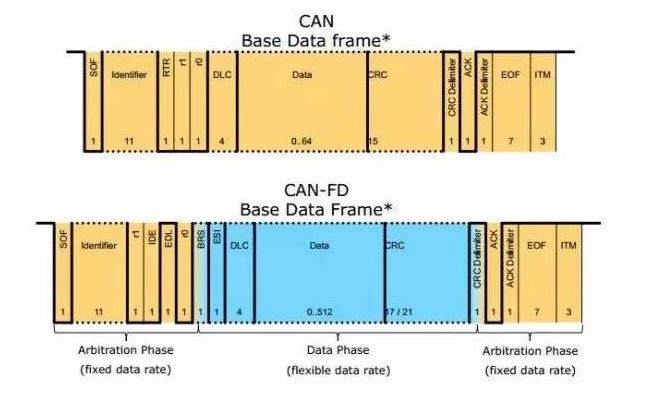 CAN
Base Data frame*
SOF Identifier RTR r1 r0 DLC Data CRC CRC Delimiter ACK ACK Delimiter EOF ITM
1 11 1 1 1 4 0..64 15 1 1 1 7 3
CAN-FD
Base Data Frame*
SOF Identifier r1 IDE EDL r0 BRS ESI DLC Data CRC CRC Delimiter ACK ACK Delimiter EOF ITM
1 11 1 1 1 1 1 1 4 0..512 17 / 21 1 1 1 7 3
Arbitration Phase Data Phase Arbitration Phase
(fixed data rate) (flexible data rate) (fixed data rate)